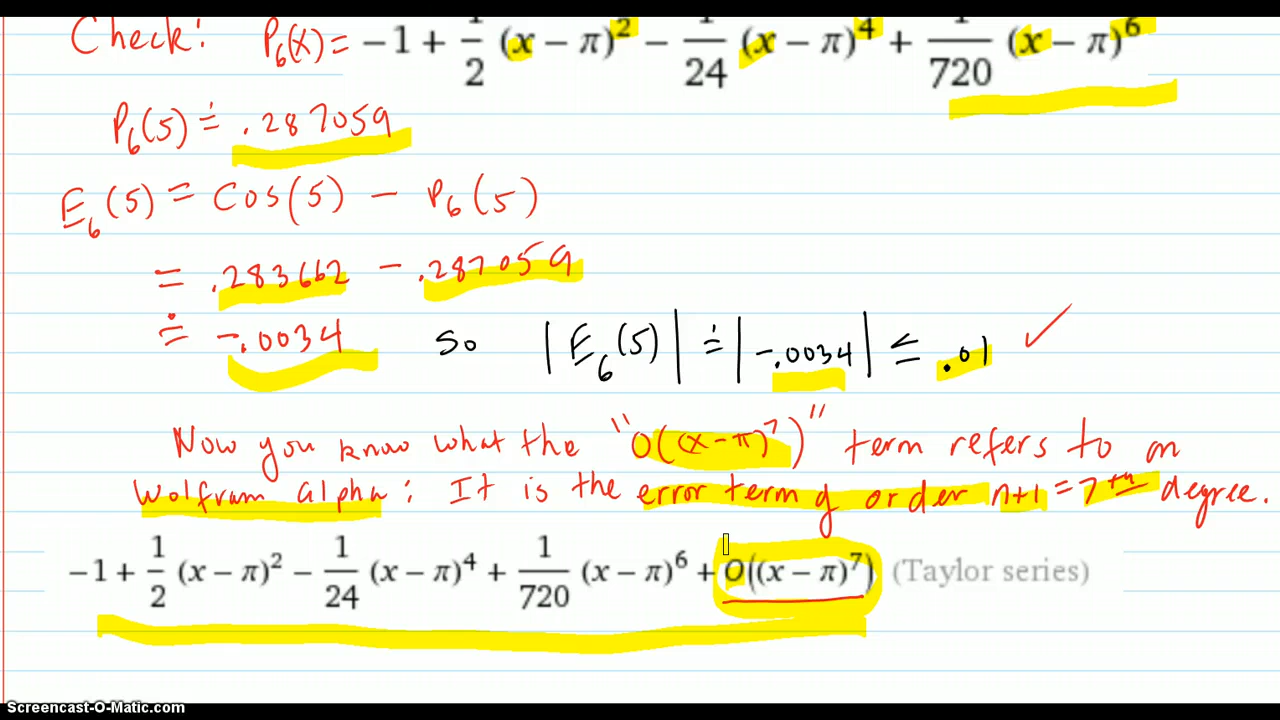 Check: P₆(x) = −1 + 1/2 (x − π)² − 1/24 (x − π)⁴ + 1/720 (x − π)⁶
P₆(5) ≐ .287059
E₆(5) = Cos(5) − P₆(5)
= .283662 − .287059
≐ −.0034 So |E₆(5)| ≐ |−.0034| ≤ .01 ✓
Now you know what the "O((x−π)⁷)" term refers to on
Wolfram alpha: It is the error term of order n+1 = 7th degree.
−1 + 1/2 (x − π)² − 1/24 (x − π)⁴ + 1/720 (x − π)⁶ + O((x − π)⁷) (Taylor series)
Screencast-O-Matic.com